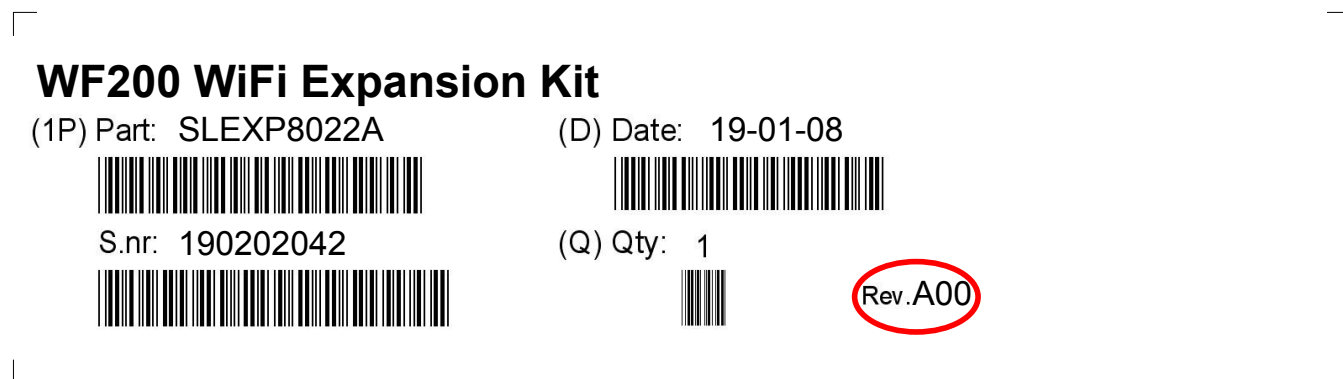 WF200 WiFi Expansion Kit
(1P) Part: SLEXP8022A (D) Date: 19-01-08
S.nr: 190202042 (Q) Qty: 1
Rev.A00